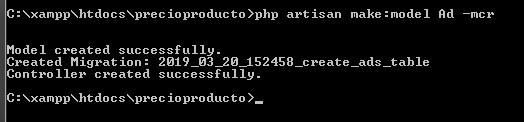 C:\xampp\htdocs\precioproducto>php artisan make:model Ad -mcr
Model created successfully.
Created Migration: 2019_03_20_152458_create_ads_table
Controller created successfully.
C:\xampp\htdocs\precioproducto>_